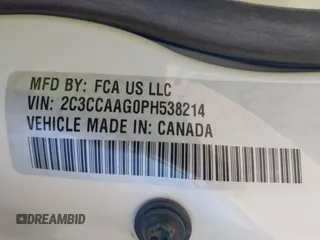 MFD BY: FCA US LLC
VIN: 2C3CCAAG0PH538214
VEHICLE MADE IN: CANADA
DREAMBID